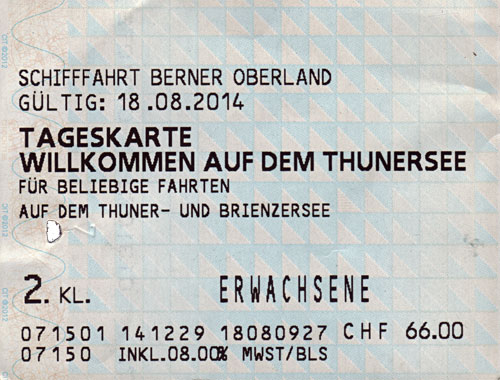 SCHIFFFAHRT BERNER OBERLAND
GÜLTIG: 18.08.2014
TAGESKARTE
WILLKOMMEN AUF DEM THUNERSEE
FÜR BELIEBIGE FAHRTEN
AUF DEM THUNER- UND BRIENZERSEE
2. KL. ERWACHSENE
071501 141229 18080927 CHF 66.00
07150 INKL.08.00% MWST/BLS